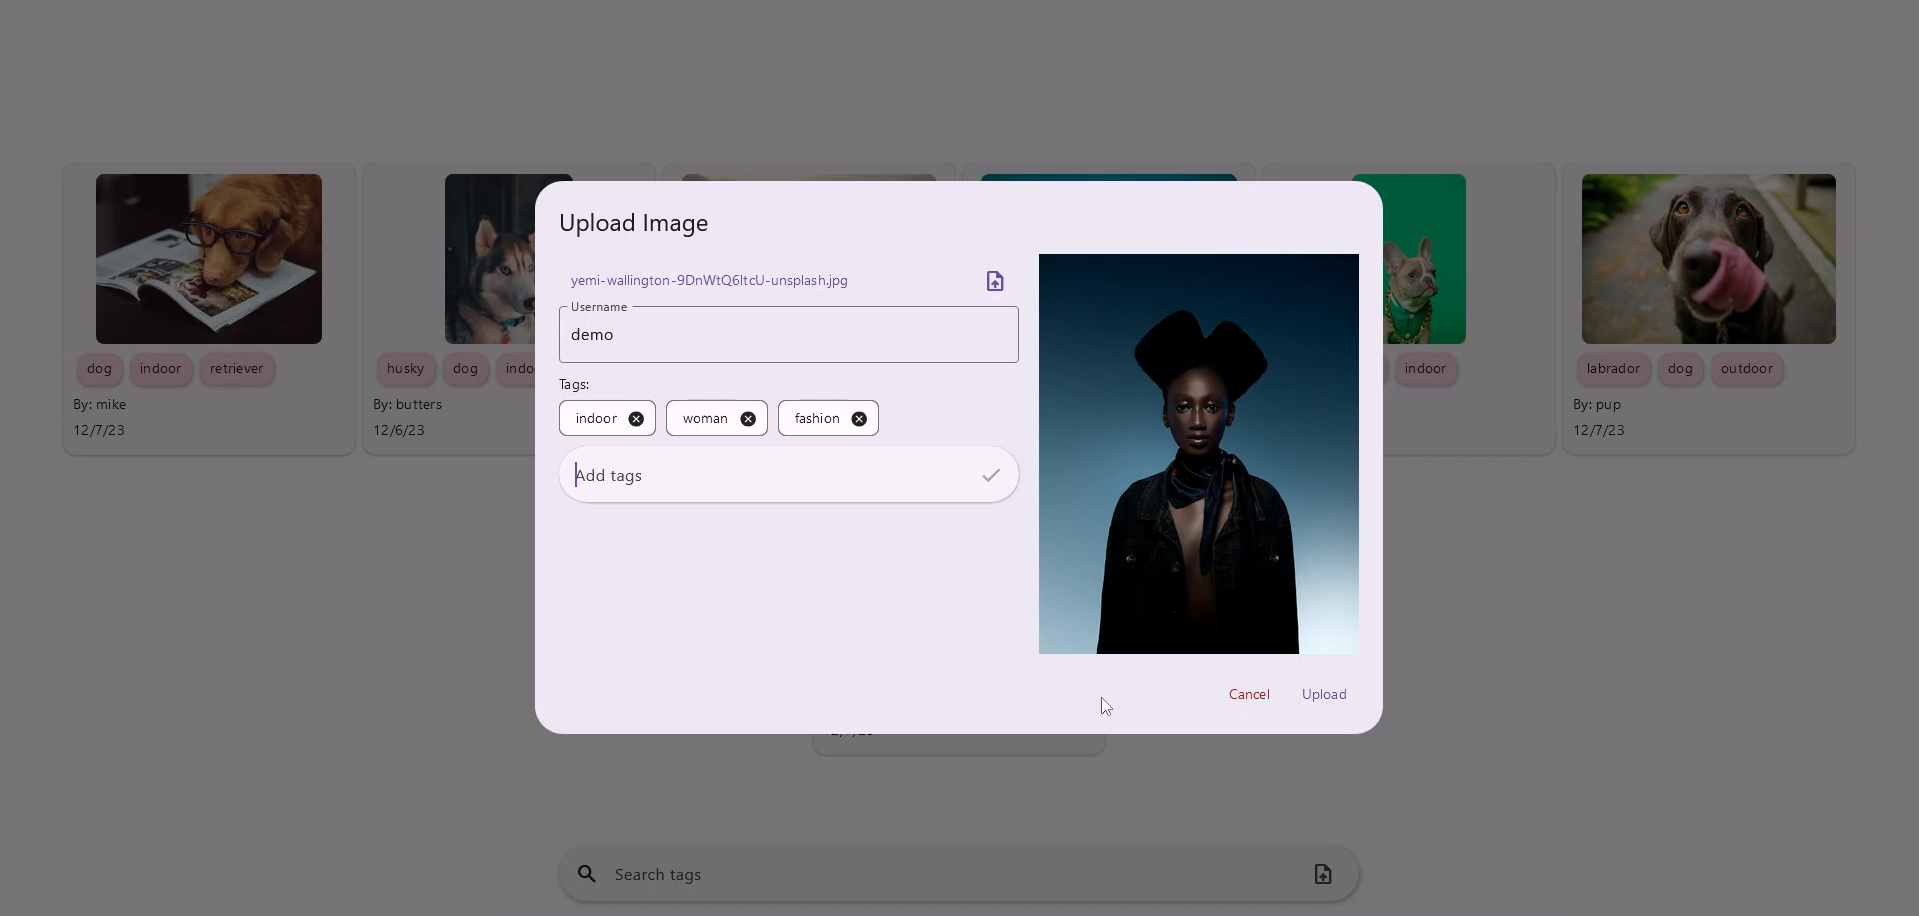 Upload Image
yemi-wallington-9DnWtQ6ItcU-unsplash.jpg
Username
demo
Tags:
indoor
woman
fashion
Add tags
Cancel
Upload
dog
indoor
retriever
By: mike
12/7/23
husky
dog
By: butters
12/6/23
indoor
labrador
dog
outdoor
By: pup
12/7/23
Search tags